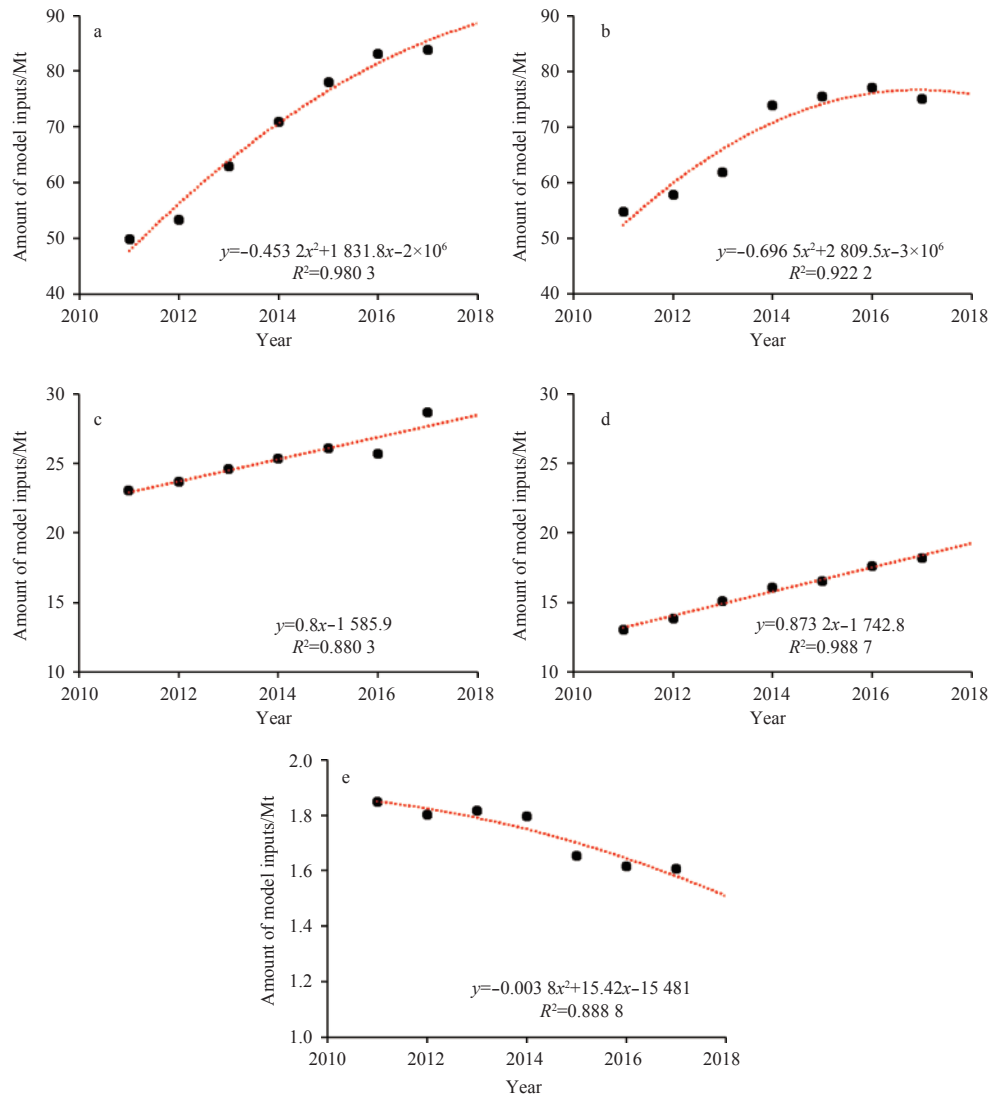 a
Amount of model inputs/Mt
90
80
70
60
50
40
y=−0.453 2x²+1 831.8x−2×10⁶
R²=0.980 3
2010 2012 2014 2016 2018
Year
b
Amount of model inputs/Mt
90
80
70
60
50
40
y=−0.696 5x²+2 809.5x−3×10⁶
R²=0.922 2
2010 2012 2014 2016 2018
Year
c
Amount of model inputs/Mt
30
25
20
15
10
y=0.8x−1 585.9
R²=0.880 3
2010 2012 2014 2016 2018
Year
d
Amount of model inputs/Mt
30
25
20
15
10
y=0.873 2x−1 742.8
R²=0.988 7
2010 2012 2014 2016 2018
Year
e
Amount of model inputs/Mt
2.0
1.8
1.6
1.4
1.2
1.0
y=−0.003 8x²+15.42x−15 481
R²=0.888 8
2010 2012 2014 2016 2018
Year